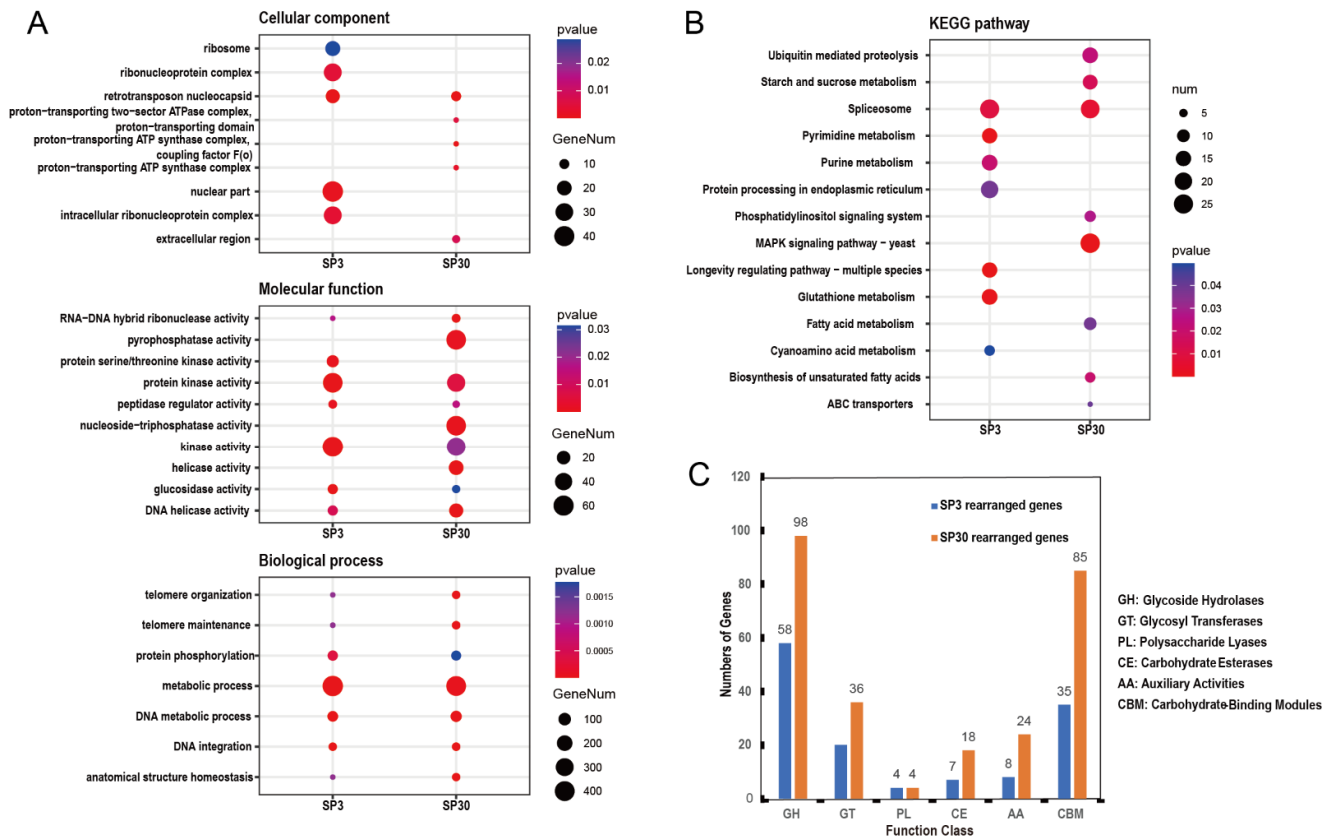 A
Cellular component
ribosome
ribonucleoprotein complex
retrotransposon nucleocapsid
proton−transporting two−sector ATPase complex,
proton−transporting domain
proton−transporting ATP synthase complex,
coupling factor F(o)
proton−transporting ATP synthase complex
nuclear part
intracellular ribonucleoprotein complex
extracellular region
SP3
SP30
pvalue
0.02
0.01
GeneNum
10
20
30
40
Molecular function
RNA−DNA hybrid ribonuclease activity
pyrophosphatase activity
protein serine/threonine kinase activity
protein kinase activity
peptidase regulator activity
nucleoside−triphosphatase activity
kinase activity
helicase activity
glucosidase activity
DNA helicase activity
SP3
SP30
pvalue
0.03
0.02
0.01
GeneNum
20
40
60
Biological process
telomere organization
telomere maintenance
protein phosphorylation
metabolic process
DNA metabolic process
DNA integration
anatomical structure homeostasis
SP3
SP30
pvalue
0.0015
0.0010
0.0005
GeneNum
100
200
300
400
B
KEGG pathway
Ubiquitin mediated proteolysis
Starch and sucrose metabolism
Spliceosome
Pyrimidine metabolism
Purine metabolism
Protein processing in endoplasmic reticulum
Phosphatidylinositol signaling system
MAPK signaling pathway − yeast
Longevity regulating pathway − multiple species
Glutathione metabolism
Fatty acid metabolism
Cyanoamino acid metabolism
Biosynthesis of unsaturated fatty acids
ABC transporters
SP3
SP30
num
5
10
15
20
25
pvalue
0.04
0.03
0.02
0.01
C
Numbers of Genes
120
100
80
60
40
20
0
SP3 rearranged genes
SP30 rearranged genes
58
98
20
36
4
4
7
18
8
24
35
85
GH
GT
PL
CE
AA
CBM
Function Class
GH: Glycoside Hydrolases
GT: Glycosyl Transferases
PL: Polysaccharide Lyases
CE: Carbohydrate Esterases
AA: Auxiliary Activities
CBM: Carbohydrate-Binding Modules